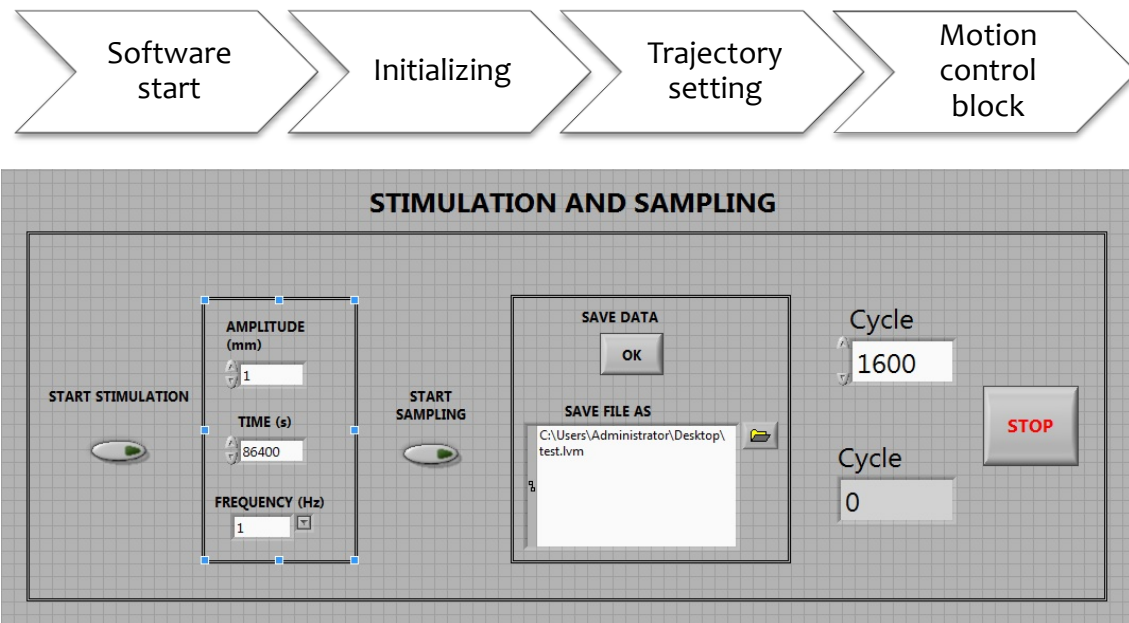 Software
start
Initializing
Trajectory
setting
Motion
control
block
STIMULATION AND SAMPLING
START STIMULATION
AMPLITUDE
(mm)
1
TIME (s)
86400
FREQUENCY (Hz)
1
START
SAMPLING
SAVE DATA
OK
SAVE FILE AS
C:\Users\Administrator\Desktop\
test.lvm
Cycle
1600
Cycle
0
STOP